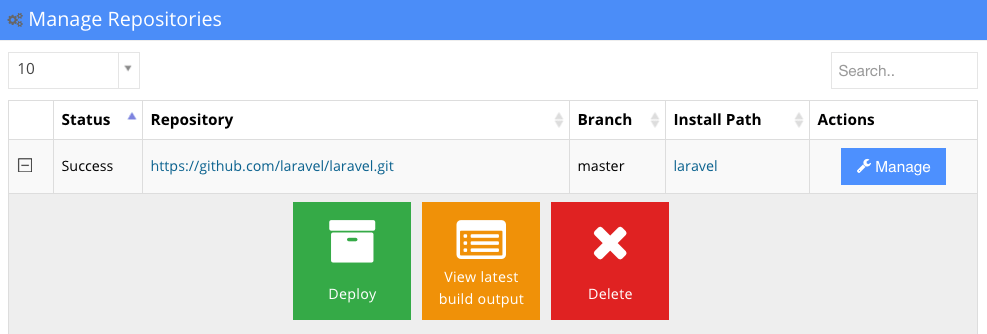 Manage Repositories
10
Search..
Status Repository Branch Install Path Actions
Success https://github.com/laravel/laravel.git master laravel Manage
Deploy
View latest
build output
Delete